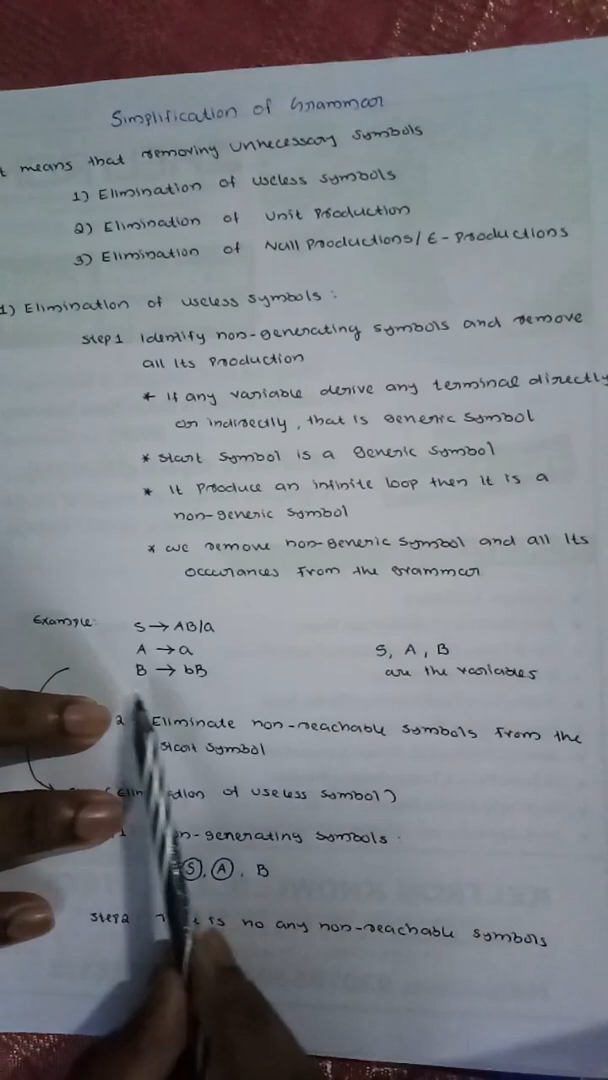 Simplification of Grammar
t means that removing unnecessary symbols
1) Elimination of useless symbols
2) Elimination of unit production
3) Elimination of Null productions/ ε-productions
1) Elimination of useless symbols :
Step 1 Identify non-generating symbols and remove
all its production
* If any variable derive any terminal directly
or indirectly, that is generic symbol
* Start symbol is a generic symbol
* It produce an infinite loop then it is a
non-generic symbol
* we remove non-generic symbol and all its
occurances from the grammar
Example:
S → AB/a
A → a
B → bB
S, A, B
are the variables
2 Eliminate non-reachable symbols from the
start symbol
of useless symbol)
non-generating symbols.
S, A, B
Step 2 is no any non-reachable symbols